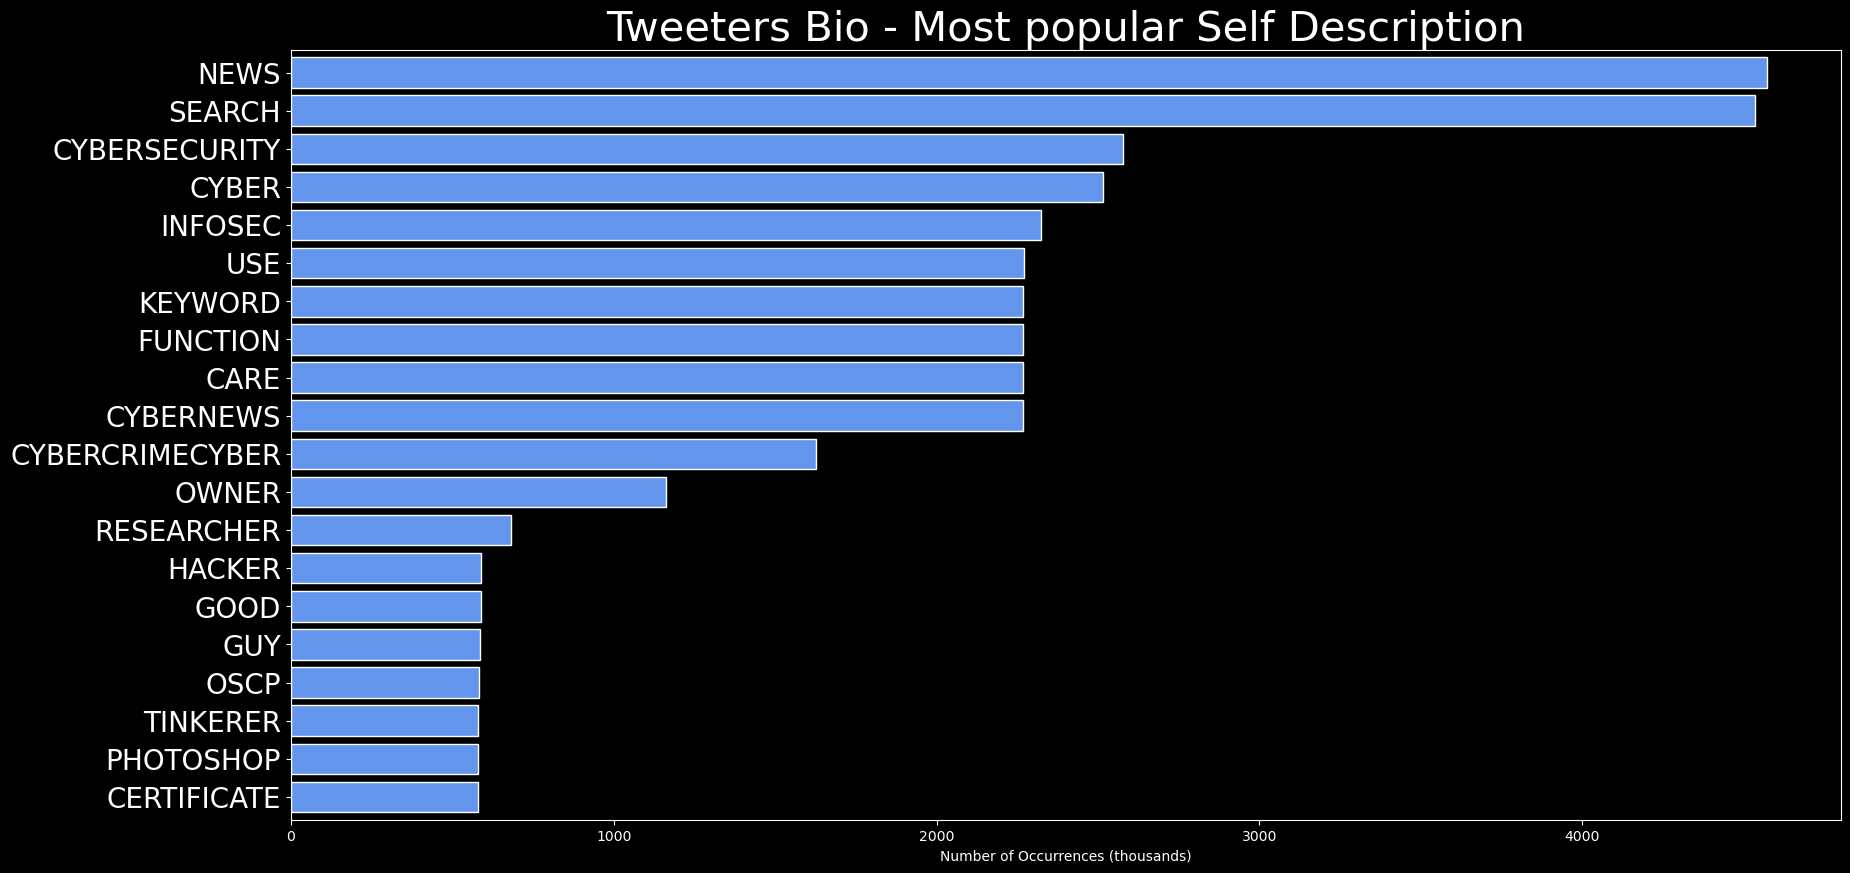 Tweeters Bio - Most popular Self Description
NEWS
SEARCH
CYBERSECURITY
CYBER
INFOSEC
USE
KEYWORD
FUNCTION
CARE
CYBERNEWS
CYBERCRIMECYBER
OWNER
RESEARCHER
HACKER
GOOD
GUY
OSCP
TINKERER
PHOTOSHOP
CERTIFICATE
0 1000 2000 3000 4000
Number of Occurrences (thousands)